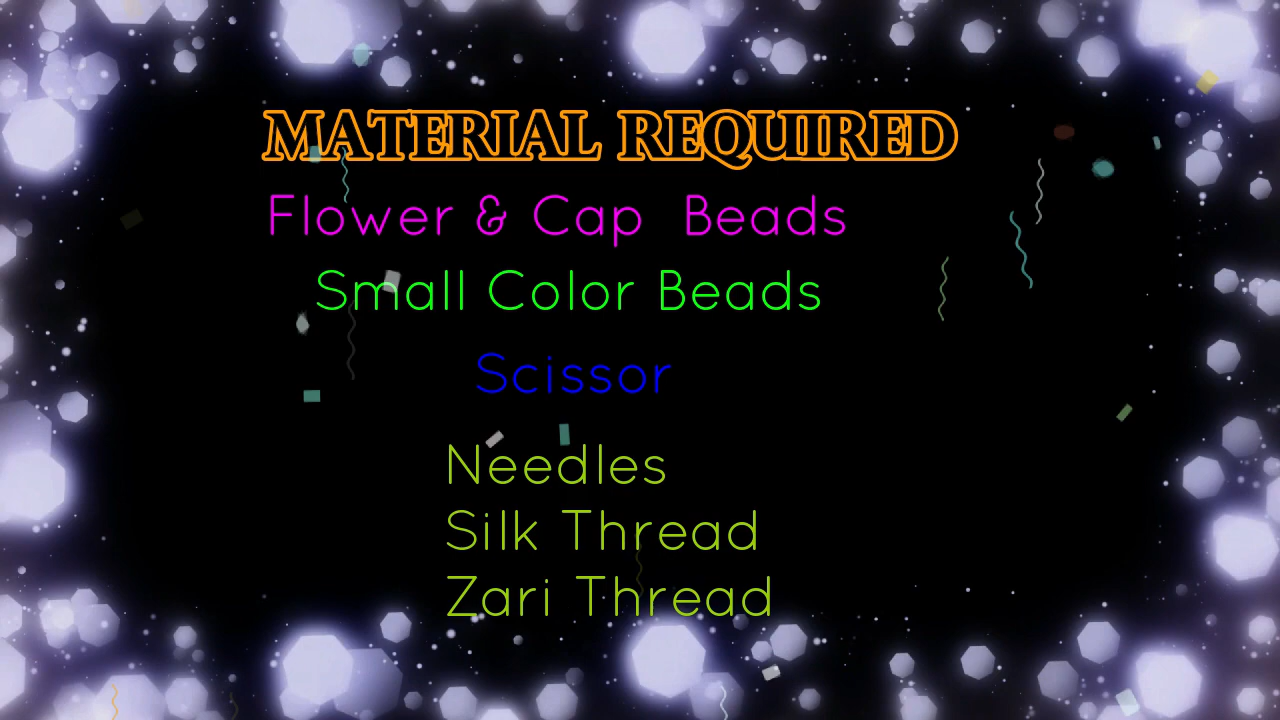 MATERIAL REQUIRED
Flower & Cap Beads
Small Color Beads
Scissor
Needles
Silk Thread
Zari Thread